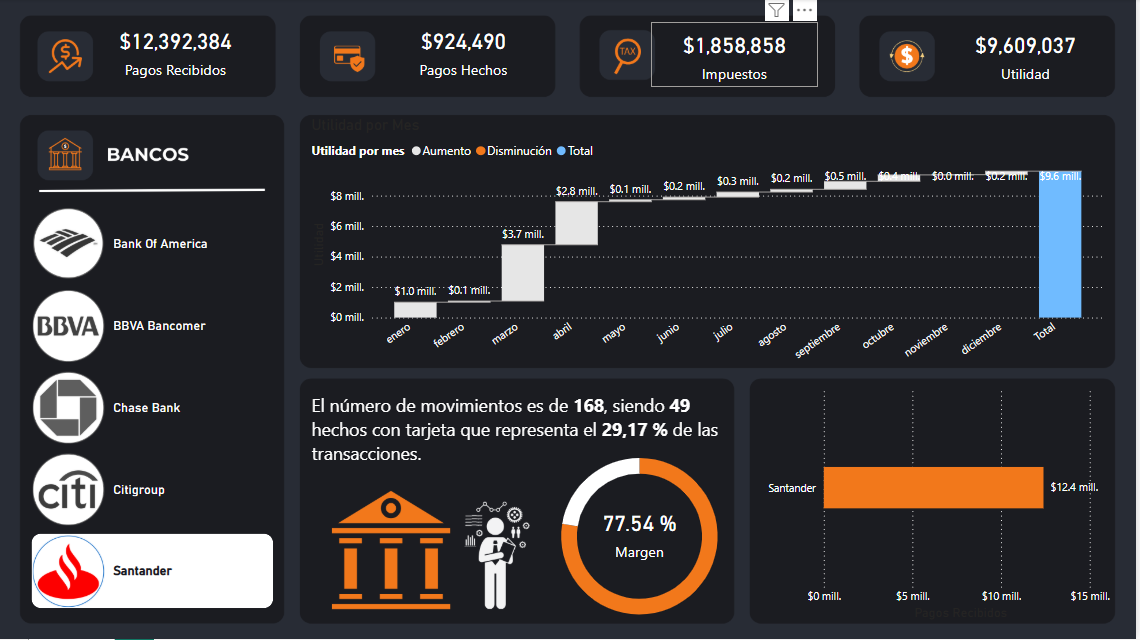 $12,392,384
Pagos Recibidos
$924,490
Pagos Hechos
TAX
$1,858,858
Impuestos
$9,609,037
Utilidad
BANCOS
Bank Of America
BBVA
BBVA Bancomer
Chase Bank
citi
Citigroup
Santander
Utilidad por Mes
Utilidad por mes Aumento Disminución Total
Utilidad
$8 mill.
$6 mill.
$4 mill.
$2 mill.
$0 mill.
$1.0 mill.
$0.1 mill.
$3.7 mill.
$2.8 mill.
$0.1 mill.
$0.2 mill.
$0.3 mill.
$0.2 mill.
$0.5 mill.
$0.4 mill.
$0.0 mill.
$0.2 mill.
$9.6 mill.
enero
febrero
marzo
abril
mayo
junio
julio
agosto
septiembre
octubre
noviembre
diciembre
Total
El número de movimientos es de 168, siendo 49
hechos con tarjeta que representa el 29,17 % de las
transacciones.
77.54 %
Margen
Santander
$12.4 mill.
$0 mill.
$5 mill.
$10 mill.
$15 mill.
Pagos Recibidos